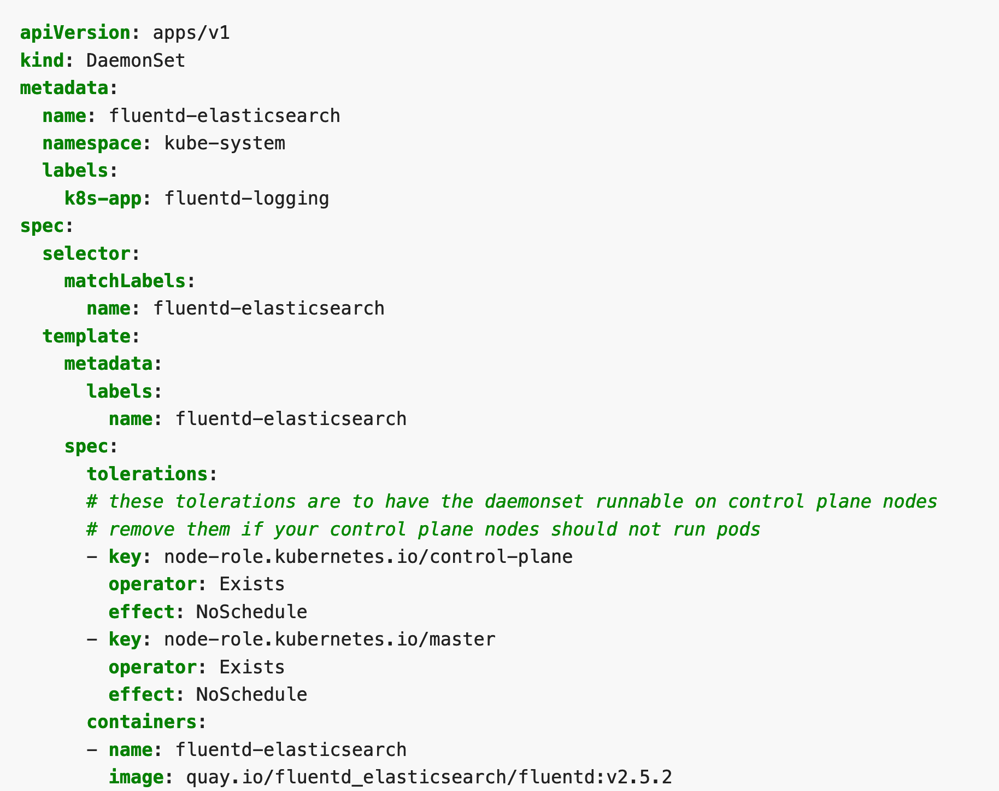 apiVersion: apps/v1
kind: DaemonSet
metadata:
  name: fluentd-elasticsearch
  namespace: kube-system
  labels:
    k8s-app: fluentd-logging
spec:
  selector:
    matchLabels:
      name: fluentd-elasticsearch
  template:
    metadata:
      labels:
        name: fluentd-elasticsearch
    spec:
      tolerations:
      # these tolerations are to have the daemonset runnable on control plane nodes
      # remove them if your control plane nodes should not run pods
      - key: node-role.kubernetes.io/control-plane
        operator: Exists
        effect: NoSchedule
      - key: node-role.kubernetes.io/master
        operator: Exists
        effect: NoSchedule
      containers:
      - name: fluentd-elasticsearch
        image: quay.io/fluentd_elasticsearch/fluentd:v2.5.2